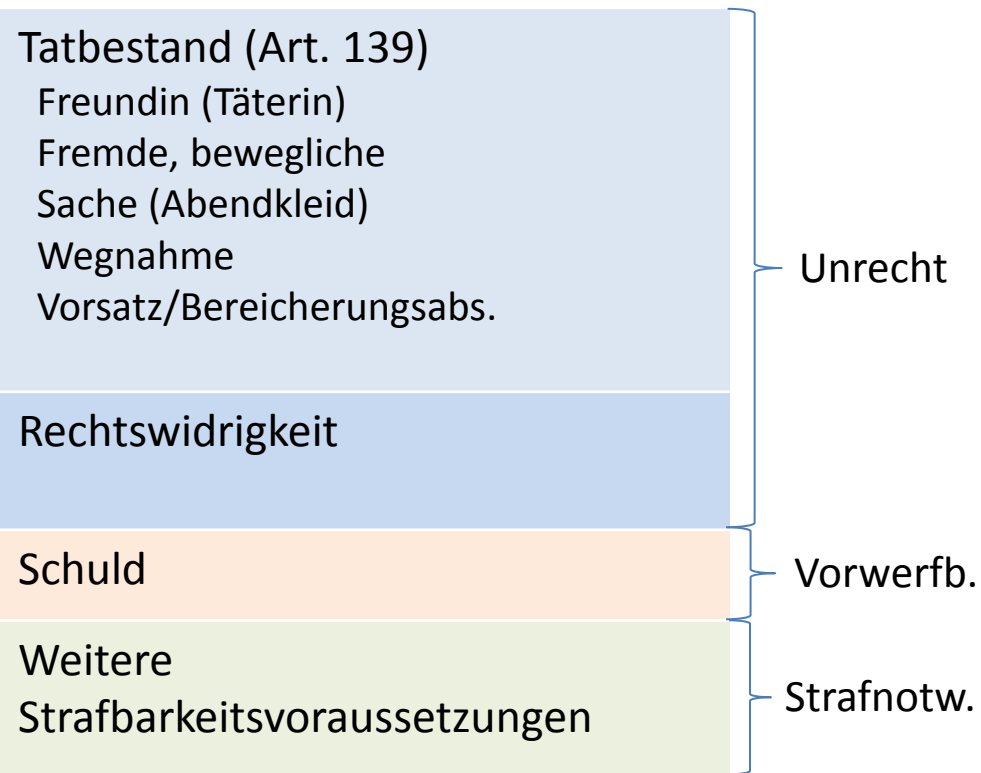 Tatbestand (Art. 139)
Freundin (Täterin)
Fremde, bewegliche
Sache (Abendkleid)
Wegnahme
Vorsatz/Bereicherungsabs.
Unrecht
Rechtswidrigkeit
Schuld
Vorwerfb.
Weitere
Strafbarkeitsvoraussetzungen
Strafnotw.